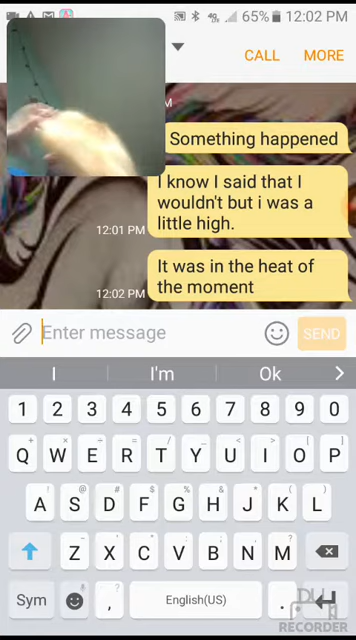 65% 12:02 PM
CALL MORE
M
Something happened
I know I said that I
wouldn't but i was a
little high.
12:01 PM
It was in the heat of
the moment
12:02 PM
Enter message
SEND
I I'm Ok
1 2 3 4 5 6 7 8 9 0
Q W E R T Y U I O P
A S D F G H J K L
Z X C V B N M
Sym , English(US) .
RECORDER